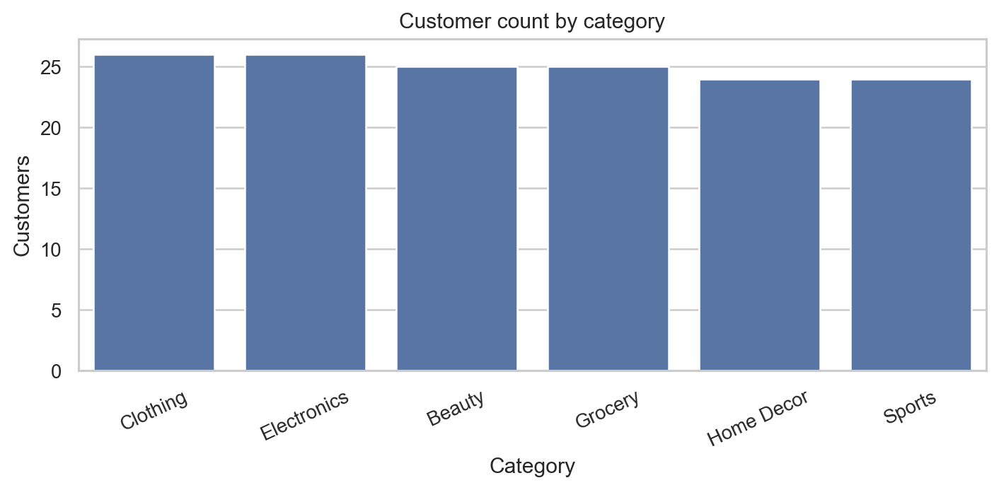 Customer count by category
Customers
25
20
15
10
5
0
Clothing
Electronics
Beauty
Grocery
Home Decor
Sports
Category